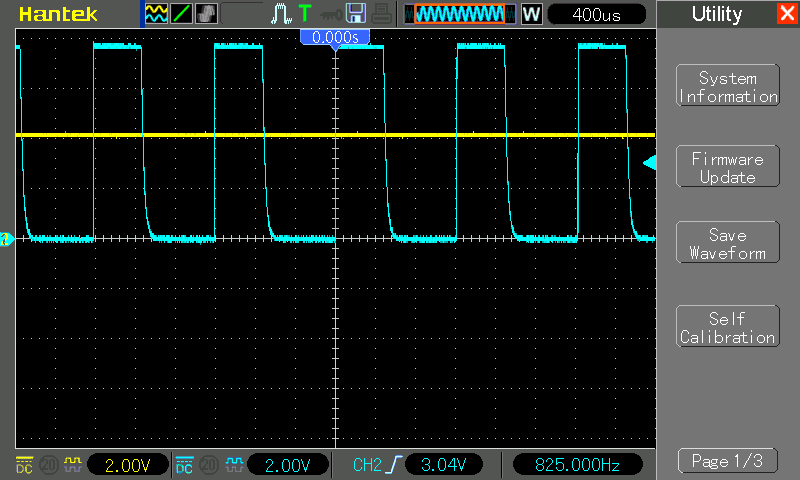 Hantek
T
W
400us
Utility
0.000s
System
Information
Firmware
Update
Save
Waveform
Self
Calibration
DC
20
2.00V
DC
20
2.00V
CH2
3.04V
825.000Hz
Page 1/3